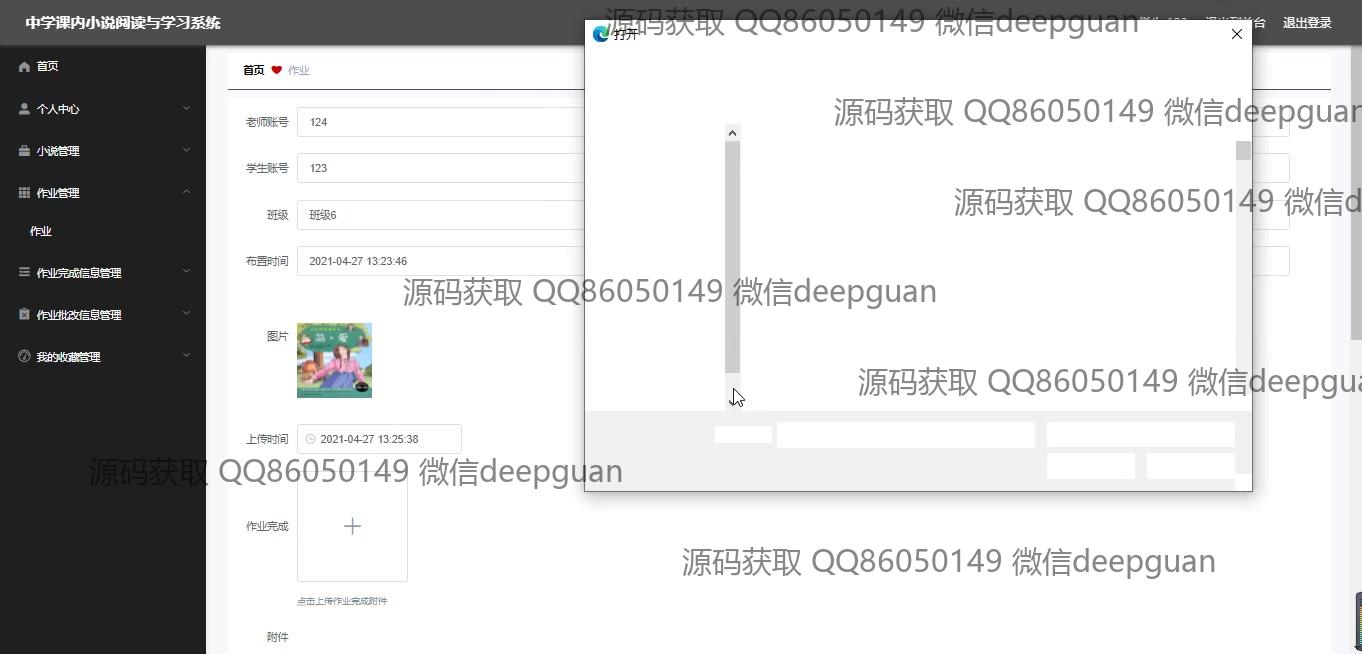 中学课内小说阅读与学习系统
退出登录
首页
个人中心
小说管理
作业管理
作业
作业完成信息管理
作业批改信息管理
我的收藏管理
首页 作业
老师账号 124
学生账号 123
班级 班级6
布置时间 2021-04-27 13:23:46
图片
简·爱
上传时间 2021-04-27 13:25:38
作业完成
点击上传作业完成附件
附件
打开
源码获取 QQ86050149 微信deepguan
源码获取 QQ86050149 微信deepguan
源码获取 QQ86050149 微信d
源码获取 QQ86050149 微信deepguan
源码获取 QQ86050149 微信deepgua
源码获取 QQ86050149 微信deepguan
源码获取 QQ86050149 微信deepguan